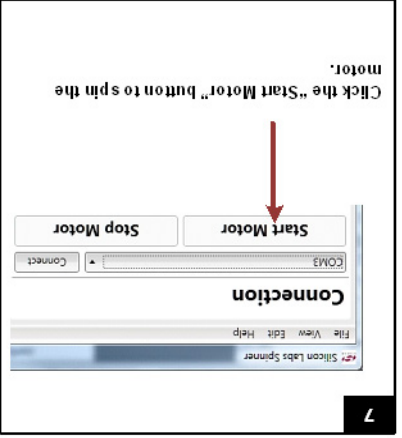 7
Silicon Labs Spinner
File View Edit Help
Connection
COM3 Connect
Start Motor Stop Motor
Click the "Start Motor" button to spin the
motor.